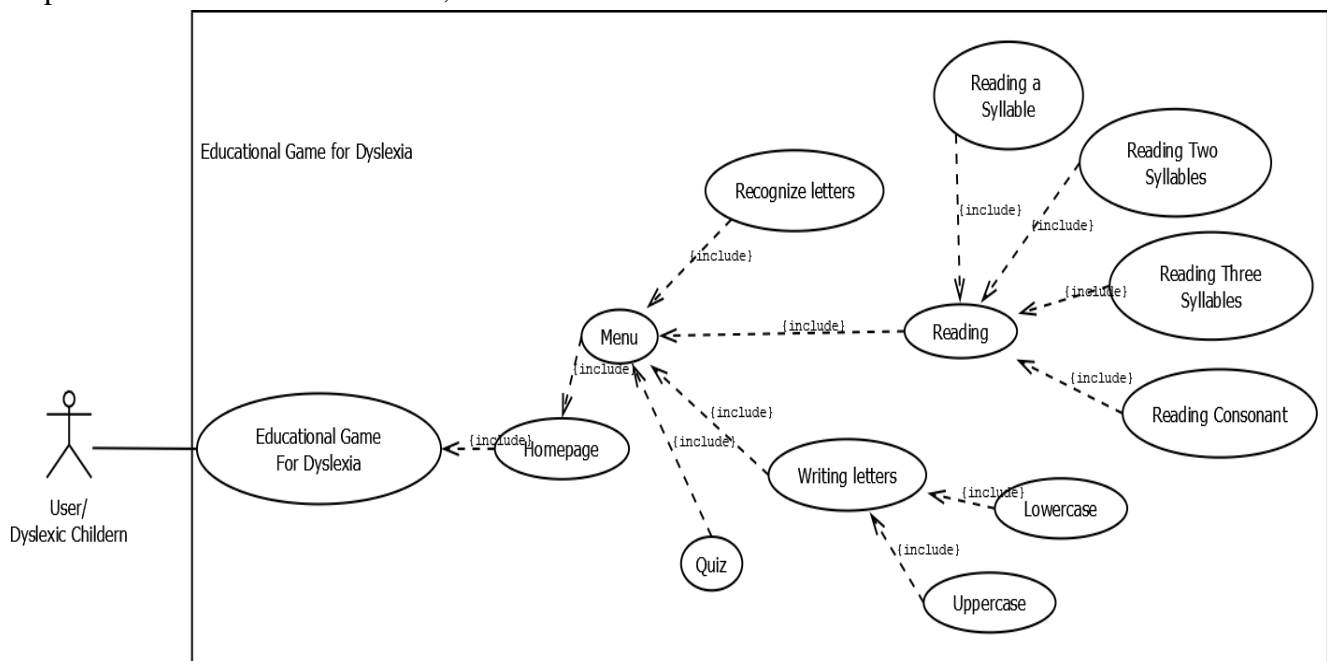 Educational Game for Dyslexia
Reading a
Syllable
Reading Two
Syllables
Recognize letters
{include}
{include}
{include}
Reading Three
Syllables
{include}
Menu
{include}
Reading
{include}
{include}
Reading Consonant
User/
Dyslexic Childern
Educational Game
For Dyslexia
{include}
Homepage
{include}
{include}
Writing letters
{include}
Lowercase
Quiz
{include}
Uppercase